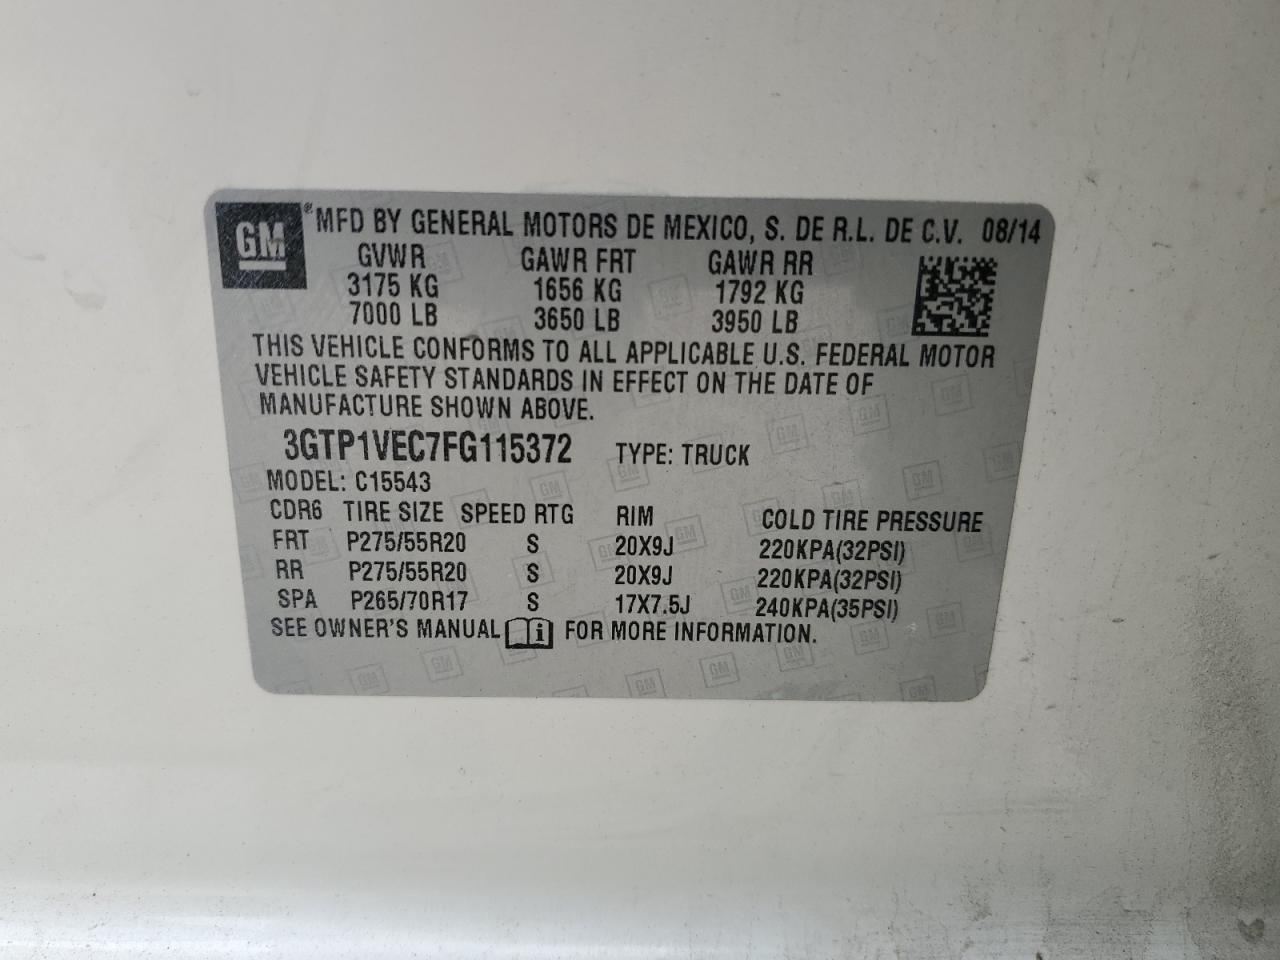 GM ® MFD BY GENERAL MOTORS DE MEXICO, S. DE R.L. DE C.V. 08/14
GVWR GAWR FRT GAWR RR
3175 KG 1656 KG 1792 KG
7000 LB 3650 LB 3950 LB
THIS VEHICLE CONFORMS TO ALL APPLICABLE U.S. FEDERAL MOTOR
VEHICLE SAFETY STANDARDS IN EFFECT ON THE DATE OF
MANUFACTURE SHOWN ABOVE.
3GTP1VEC7FG115372 TYPE: TRUCK
MODEL: C15543
CDR6 TIRE SIZE SPEED RTG RIM COLD TIRE PRESSURE
FRT P275/55R20 S 20X9J 220KPA(32PSI)
RR P275/55R20 S 20X9J 220KPA(32PSI)
SPA P265/70R17 S 17X7.5J 240KPA(35PSI)
SEE OWNER'S MANUAL i FOR MORE INFORMATION.